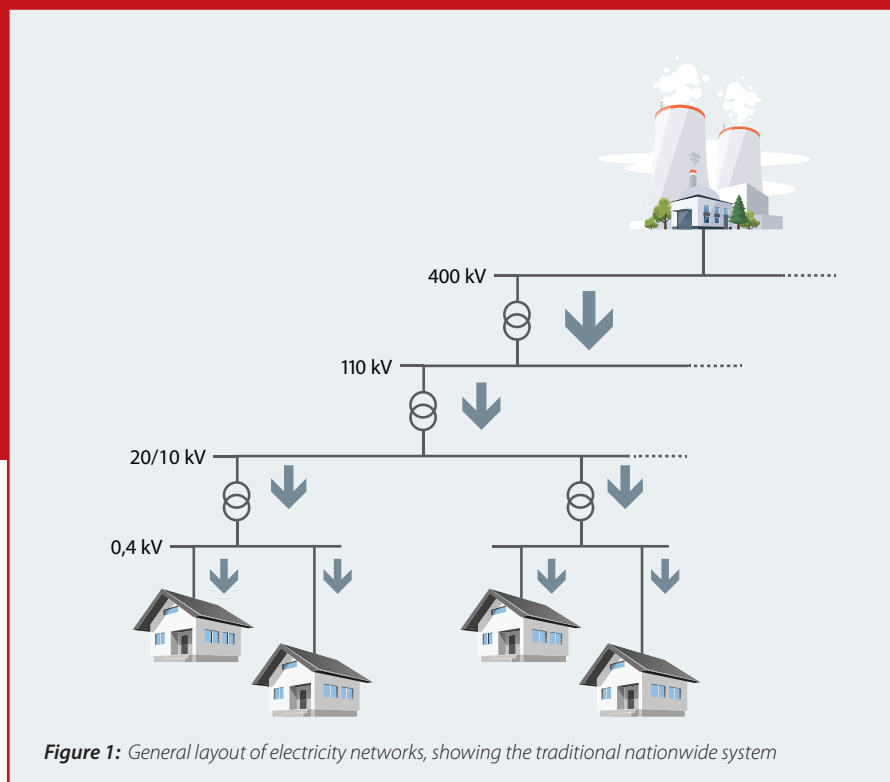 400 kV
110 kV
20/10 kV
0,4 kV
Figure 1: General layout of electricity networks, showing the traditional nationwide system